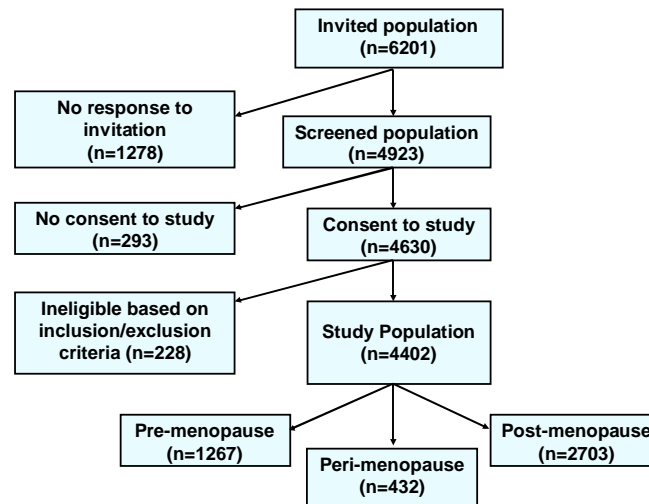 Invited population
(n=6201)
No response to
invitation
(n=1278)
Screened population
(n=4923)
No consent to study
(n=293)
Consent to study
(n=4630)
Ineligible based on
inclusion/exclusion
criteria (n=228)
Study Population
(n=4402)
Pre-menopause
(n=1267)
Peri-menopause
(n=432)
Post-menopause
(n=2703)